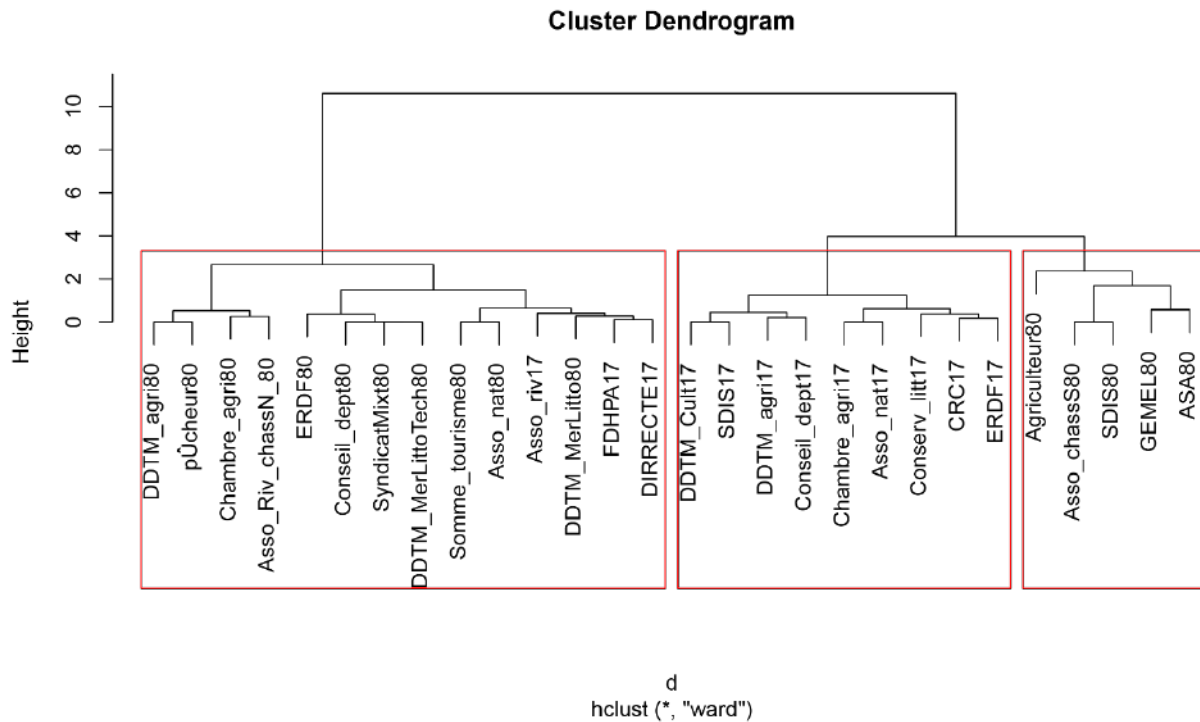 Cluster Dendrogram
Height
10
8
6
4
2
0
DDTM_agri80
pÛcheur80
Chambre_agri80
Asso_Riv_chassN_80
ERDF80
Conseil_dept80
SyndicatMixt80
DDTM_MerLittoTech80
Somme_tourisme80
Asso_nat80
Asso_riv17
DDTM_MerLitto80
FDHPA17
DIRRECTE17
DDTM_Cult17
SDIS17
DDTM_agri17
Conseil_dept17
Chambre_agri17
Asso_nat17
Conserv_litt17
CRC17
ERDF17
Agriculteur80
Asso_chassS80
SDIS80
GEMEL80
ASA80
d
hclust (*, "ward")